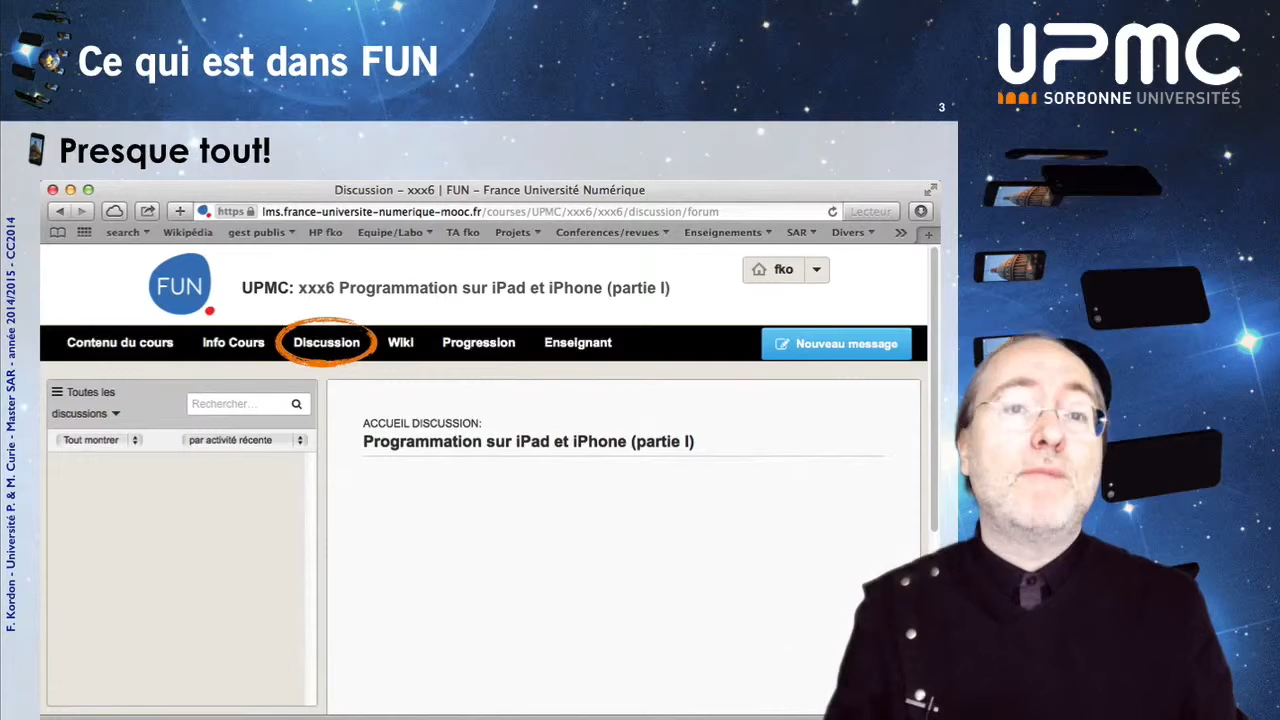 Ce qui est dans FUN
UPMC
SORBONNE UNIVERSITÉS
3
Presque tout!
F. Kordon - Université P. & M. Curie - Master SAR - année 2014/2015 - CC2014
Discussion – xxx6 | FUN – France Université Numérique
https lms.france-universite-numerique-mooc.fr/courses/UPMC/xxx6/xxx6/discussion/forum Lecteur
search Wikipédia gest publis HP fko Equipe/Labo TA fko Projets Conferences/revues Enseignements SAR Divers
FUN
UPMC: xxx6 Programmation sur iPad et iPhone (partie I)
fko
Contenu du cours Info Cours Discussion Wiki Progression Enseignant Nouveau message
Toutes les
discussions
Rechercher...
Tout montrer par activité récente
ACCUEIL DISCUSSION:
Programmation sur iPad et iPhone (partie I)